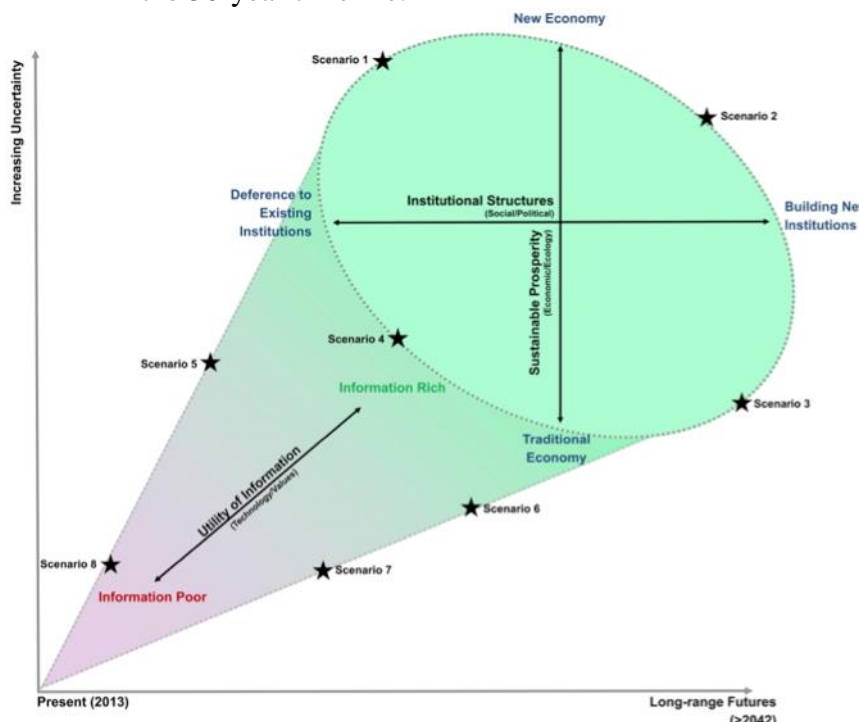 New Economy
Scenario 1
Increasing Uncertainty
Scenario 2
Deference to
Existing
Institutions
Institutional Structures
(Social/Political)
Building Ne
Institutions
Sustainable Prosperity
(Economic/Ecology)
Scenario 4
Scenario 5
Information Rich
Scenario 3
Traditional
Economy
Utility of Information
(Technology/Values)
Scenario 6
Scenario 8
Scenario 7
Information Poor
Present (2013)
Long-range Futures